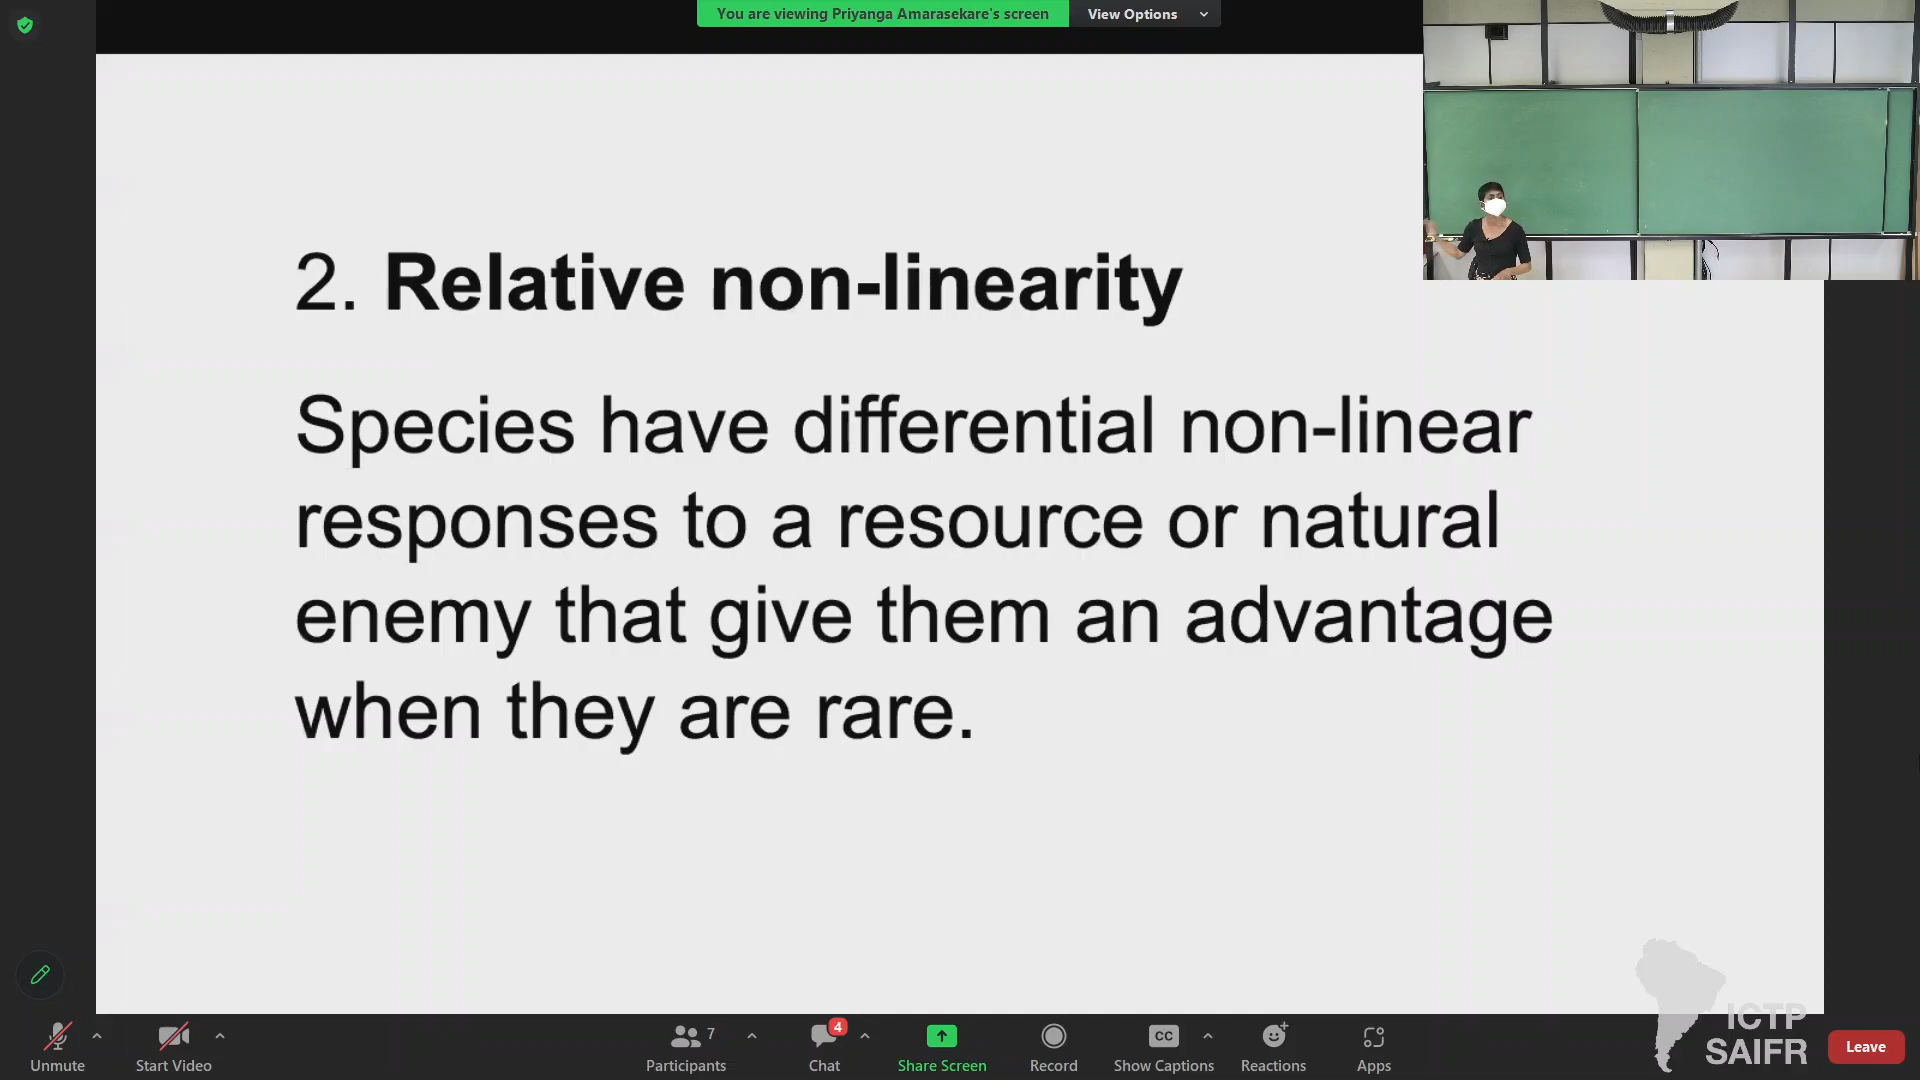 You are viewing Priyanga Amarasekare's screen
View Options
2. Relative non-linearity
Species have differential non-linear
responses to a resource or natural
enemy that give them an advantage
when they are rare.
ICTP
SAIFR
Unmute
Start Video
7
Participants
4
Chat
Share Screen
Record
CC
Show Captions
Reactions
Apps
Leave